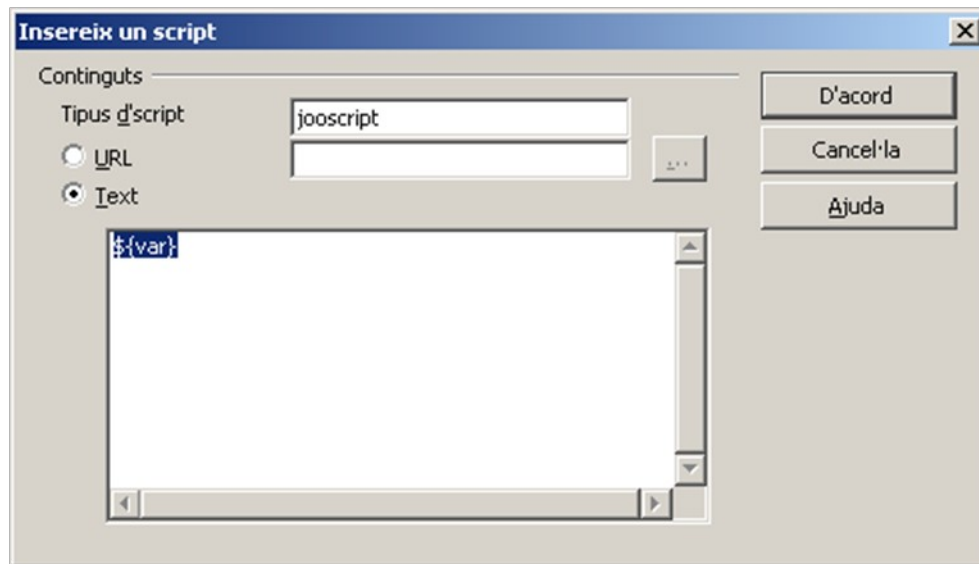 Insereix un script
Continguts
Tipus d'script
jooscript
URL
...
Text
${var}
D'acord
Cancel·la
Ajuda